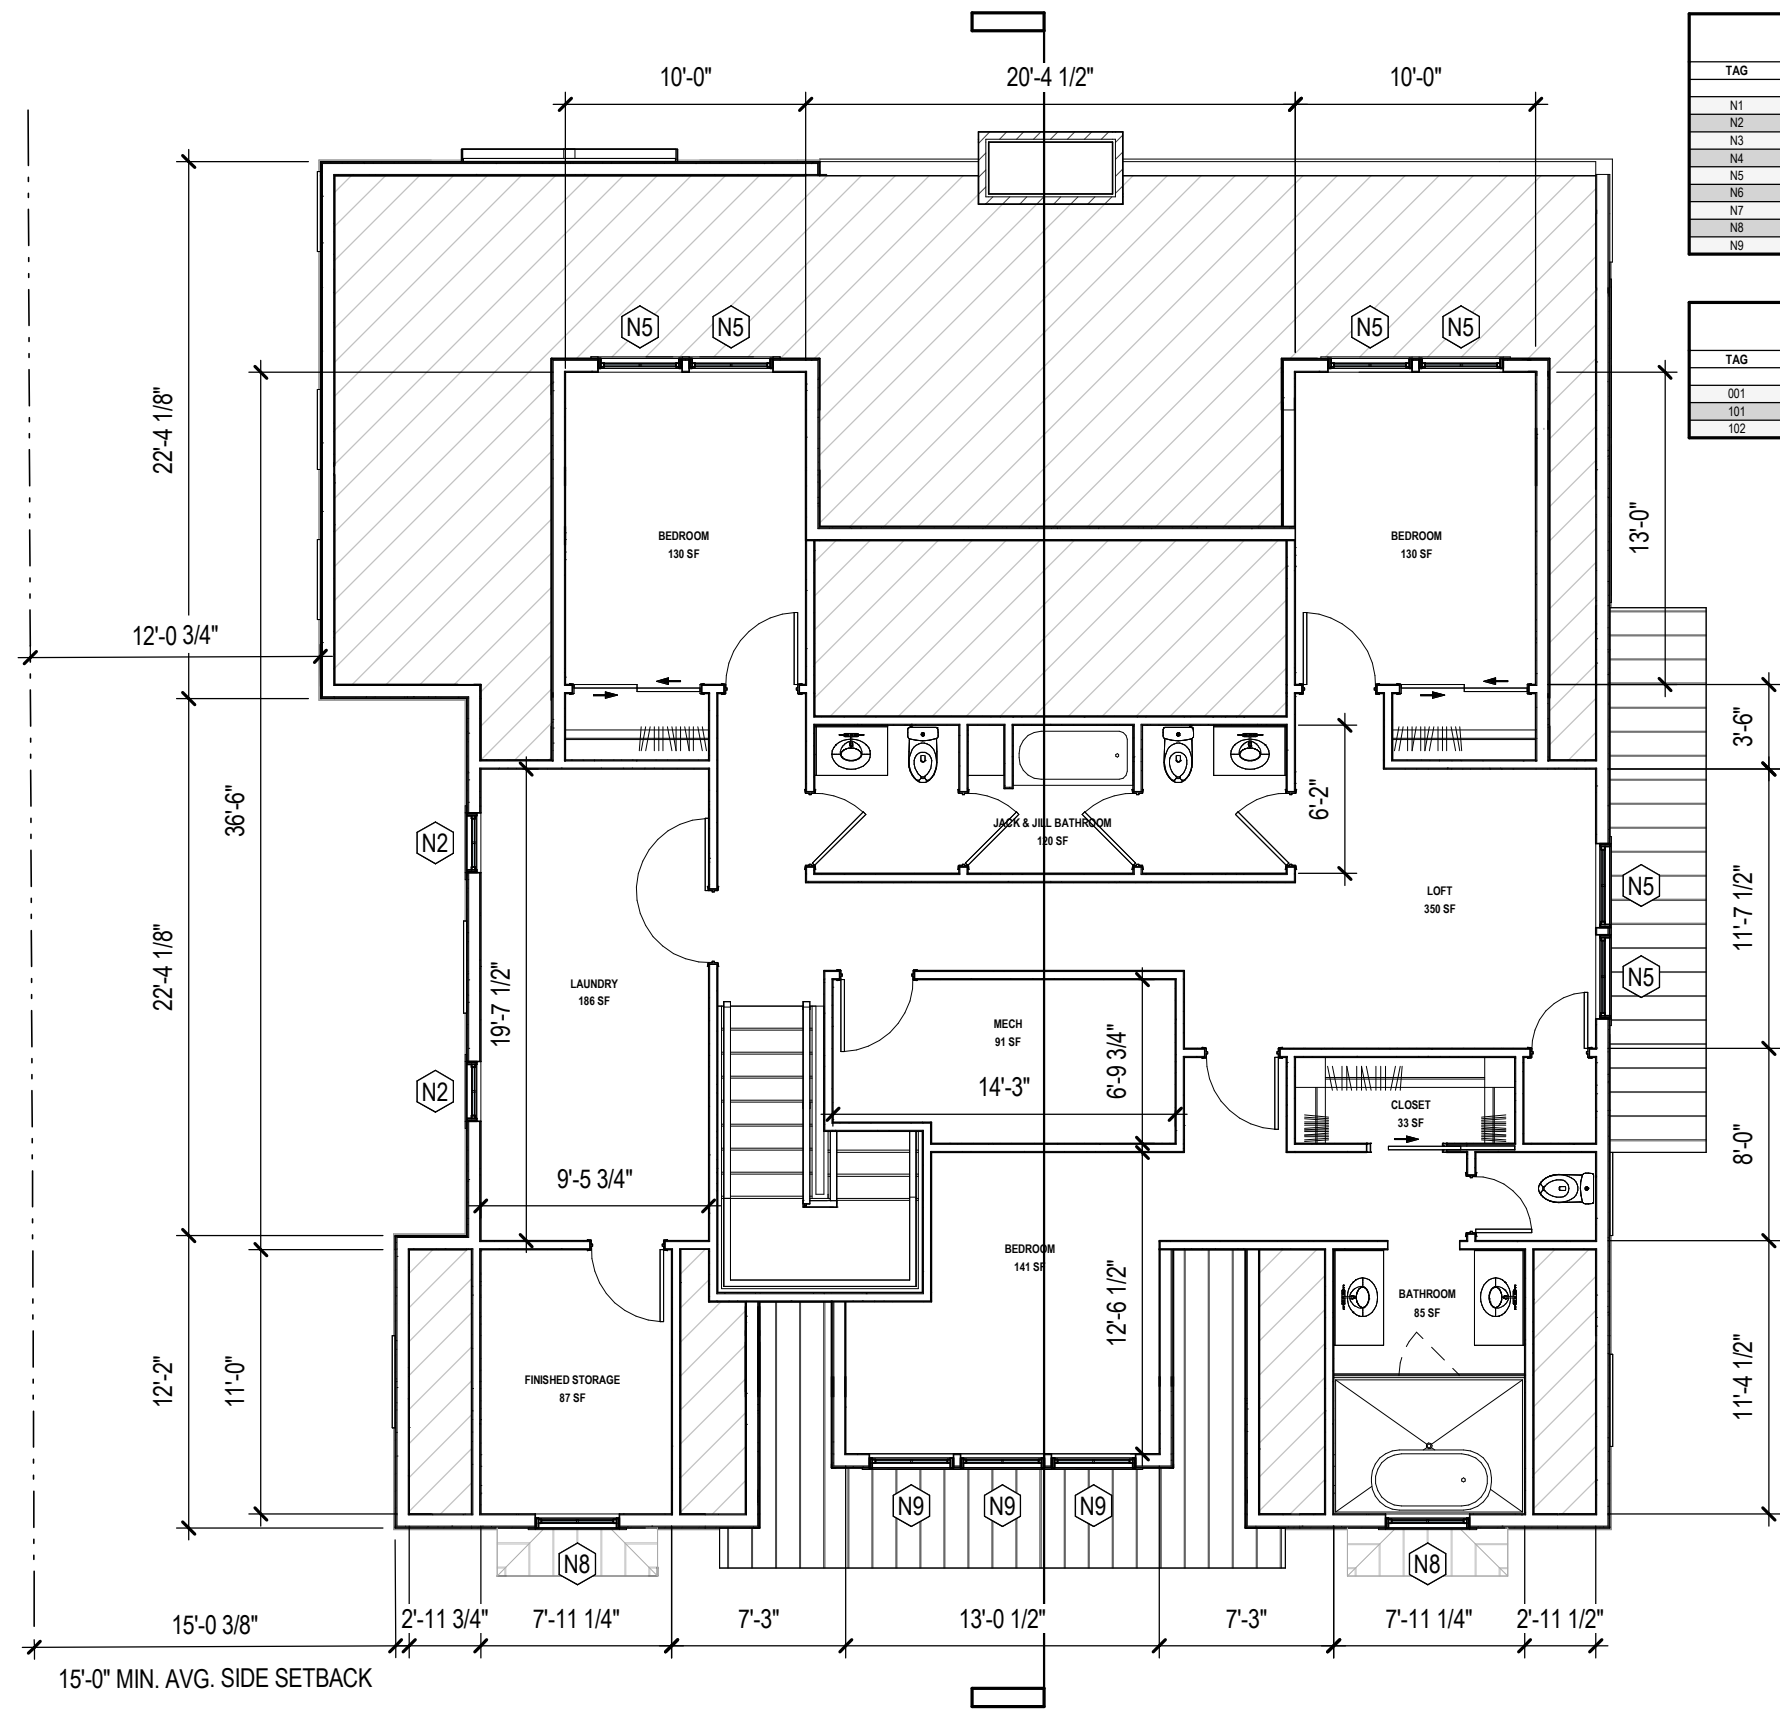 10'-0"
20'-4 1/2"
10'-0"
TAG
N1
N2
N3
N4
N5
N6
N7
N8
N9
TAG
001
101
102
N5
N5
N5
N5
22'-4 1/8"
BEDROOM
130 SF
BEDROOM
130 SF
13'-0"
12'-0 3/4"
36'-6"
3'-6"
6'-2"
JACK & JILL BATHROOM
120 SF
N2
LOFT
350 SF
N5
11'-7 1/2"
22'-4 1/8"
19'-7 1/2"
LAUNDRY
186 SF
N5
MECH
91 SF
6'-9 3/4"
14'-3"
N2
CLOSET
33 SF
8'-0"
9'-5 3/4"
BEDROOM
141 SF
12'-6 1/2"
BATHROOM
85 SF
12'-2"
11'-0"
FINISHED STORAGE
87 SF
11'-4 1/2"
N9
N9
N9
N8
N8
15'-0 3/8"
2'-11 3/4"
7'-11 1/4"
7'-3"
13'-0 1/2"
7'-3"
7'-11 1/4"
2'-11 1/2"
15'-0" MIN. AVG. SIDE SETBACK